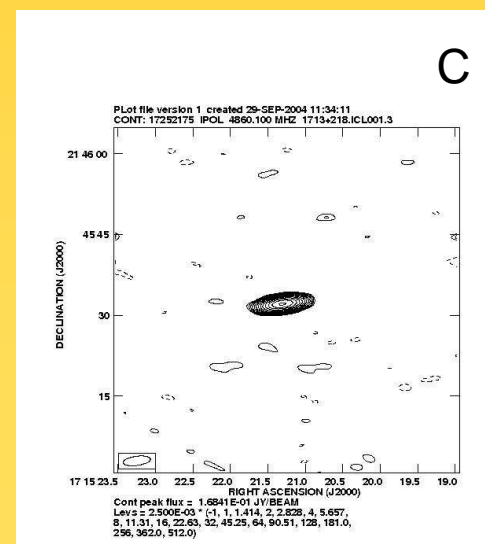 C
PLot file version 1 created 29-SEP-2004 11:34:11
CONT: 17252175 IPOL 4860.100 MHZ 1713+218.ICL001.3
21 46 00
45 45
30
15
DECLINATION (J2000)
17 15 23.5 23.0 22.5 22.0 21.5 21.0 20.5 20.0 19.5 19.0
RIGHT ASCENSION (J2000)
Cont peak flux = 1.6841E-01 JY/BEAM
Levs = 2.500E-03 * (-1, 1, 1.414, 2, 2.828, 4, 5.657,
8, 11.31, 16, 22.63, 32, 45.25, 64, 90.51, 128, 181.0,
256, 362.0, 512.0)